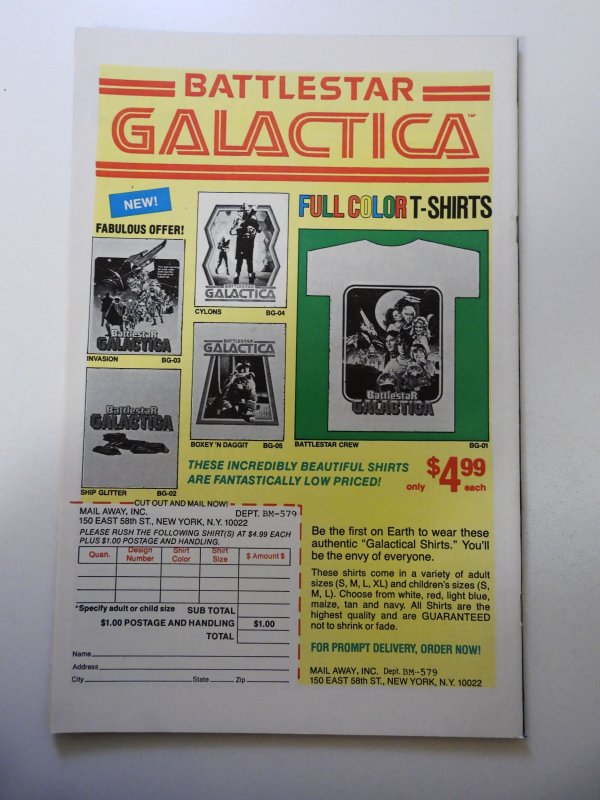 BATTLESTAR
GALACTICA™
NEW!
FABULOUS OFFER!
FULL COLOR T-SHIRTS
BattlestaR
GALACTICA
INVASION BG-03
BATTLESTAR
GALACTICA
CYLONS BG-04
BattlestaR
GALACTICA
SHIP GLITTER BG-02
BATTLESTAR
GALACTICA
BOXEY 'N DAGGIT BG-05
BattlestaR
GALACTICA
BATTLESTAR CREW BG-01
THESE INCREDIBLY BEAUTIFUL SHIRTS
ARE FANTASTICALLY LOW PRICED!
only $4.99 each
CUT OUT AND MAIL NOW!
MAIL AWAY, INC. DEPT. BM-579
150 EAST 58th ST., NEW YORK, N.Y. 10022
PLEASE RUSH THE FOLLOWING SHIRT(S) AT $4.99 EACH
PLUS $1.00 POSTAGE AND HANDLING.
Quan. Design Number Shirt Color Shirt Size $ Amount $
*Specify adult or child size SUB TOTAL
$1.00 POSTAGE AND HANDLING $1.00
TOTAL
Name
Address
City State Zip
Be the first on Earth to wear these
authentic "Galactical Shirts." You'll
be the envy of everyone.
These shirts come in a variety of adult
sizes (S, M, L, XL) and children's sizes (S,
M, L). Choose from white, red, light blue,
maize, tan and navy. All Shirts are the
highest quality and are GUARANTEED
not to shrink or fade.
FOR PROMPT DELIVERY, ORDER NOW!
MAIL AWAY, INC. Dept. BM-579
150 EAST 58th ST., NEW YORK, N.Y. 10022